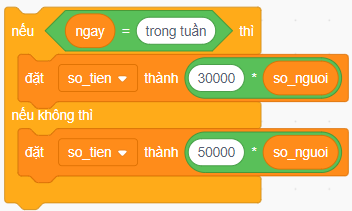 nếu ngay = trong tuần thì
đặt so_tien thành 30000 * so_nguoi
nếu không thì
đặt so_tien thành 50000 * so_nguoi